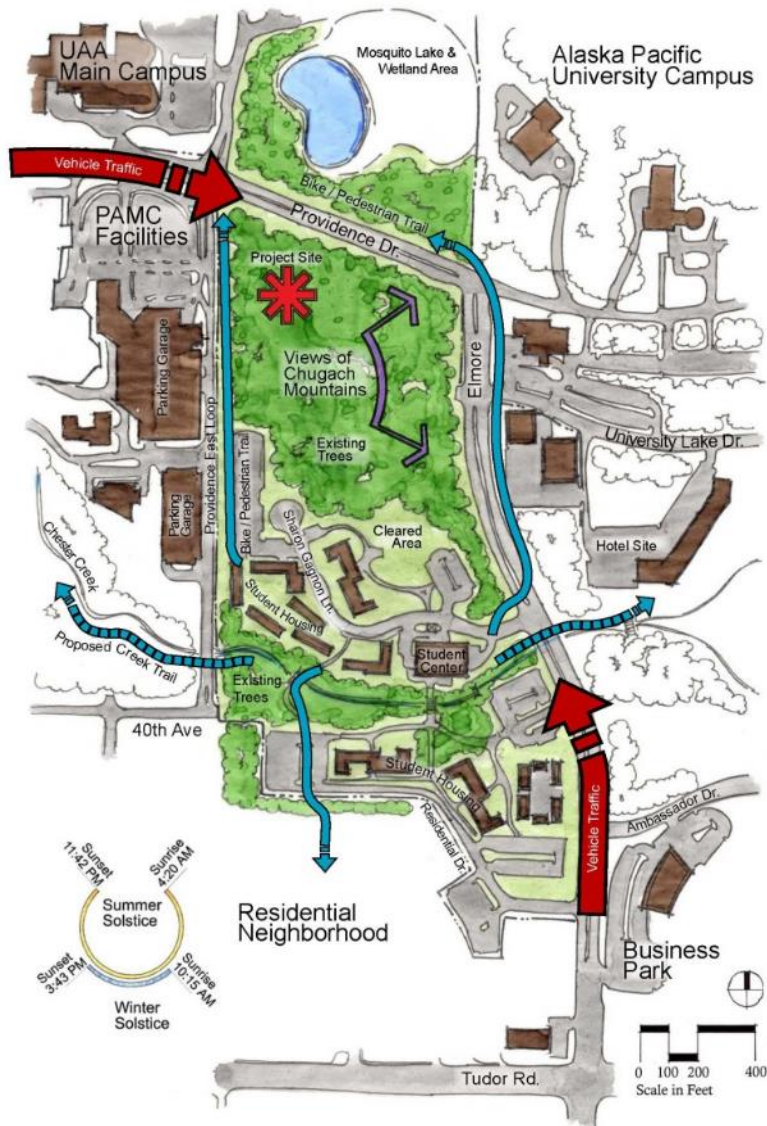 UAA
Main Campus
Mosquito Lake &
Wetland Area
Alaska Pacific
University Campus
Vehicle Traffic
Bike / Pedestrian Trail
Providence Dr.
PAMC
Facilities
Project Site
Views of
Chugach
Mountains
Elmore
Parking Garage
Providence East Loop
University Lake Dr.
Existing
Trees
Bike / Pedestrian Trail
Parking
Garage
Sharon Gagnon Ln.
Cleared
Area
Hotel Site
Chester Creek
Student Housing
Student
Center
Proposed Creek Trail
Existing
Trees
40th Ave
Student Housing
Residential Dr.
Vehicle Traffic
Ambassador Dr.
Sunset
11:42 PM
Sunrise
4:20 AM
Summer
Solstice
Sunset
3:43 PM
Sunrise
10:15 AM
Winter
Solstice
Residential
Neighborhood
Business
Park
0 100 200 400
Scale in Feet
Tudor Rd.